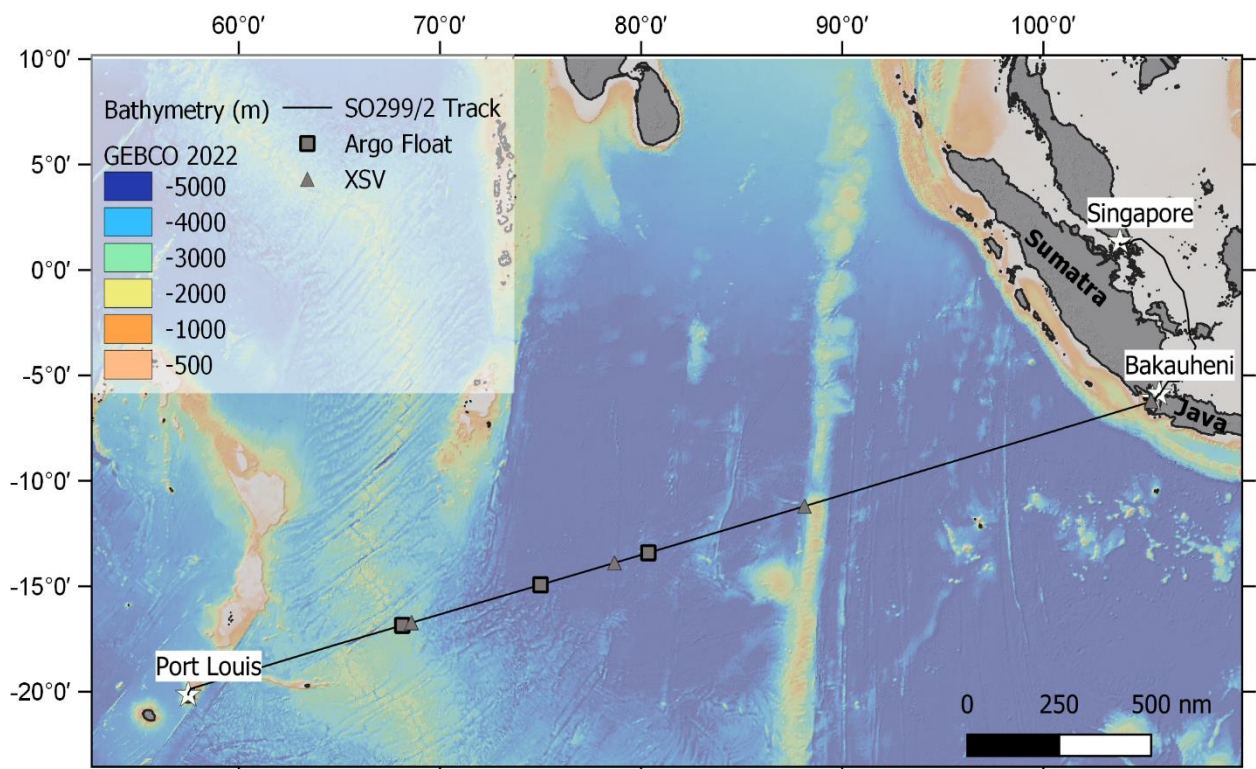 60°0′ 70°0′ 80°0′ 90°0′ 100°0′
10°0′
5°0′
0°0′
-5°0′
-10°0′
-15°0′
-20°0′
Bathymetry (m)
GEBCO 2022
-5000
-4000
-3000
-2000
-1000
-500
SO299/2 Track
Argo Float
XSV
Singapore
Sumatra
Bakauheni
Java
Port Louis
0 250 500 nm